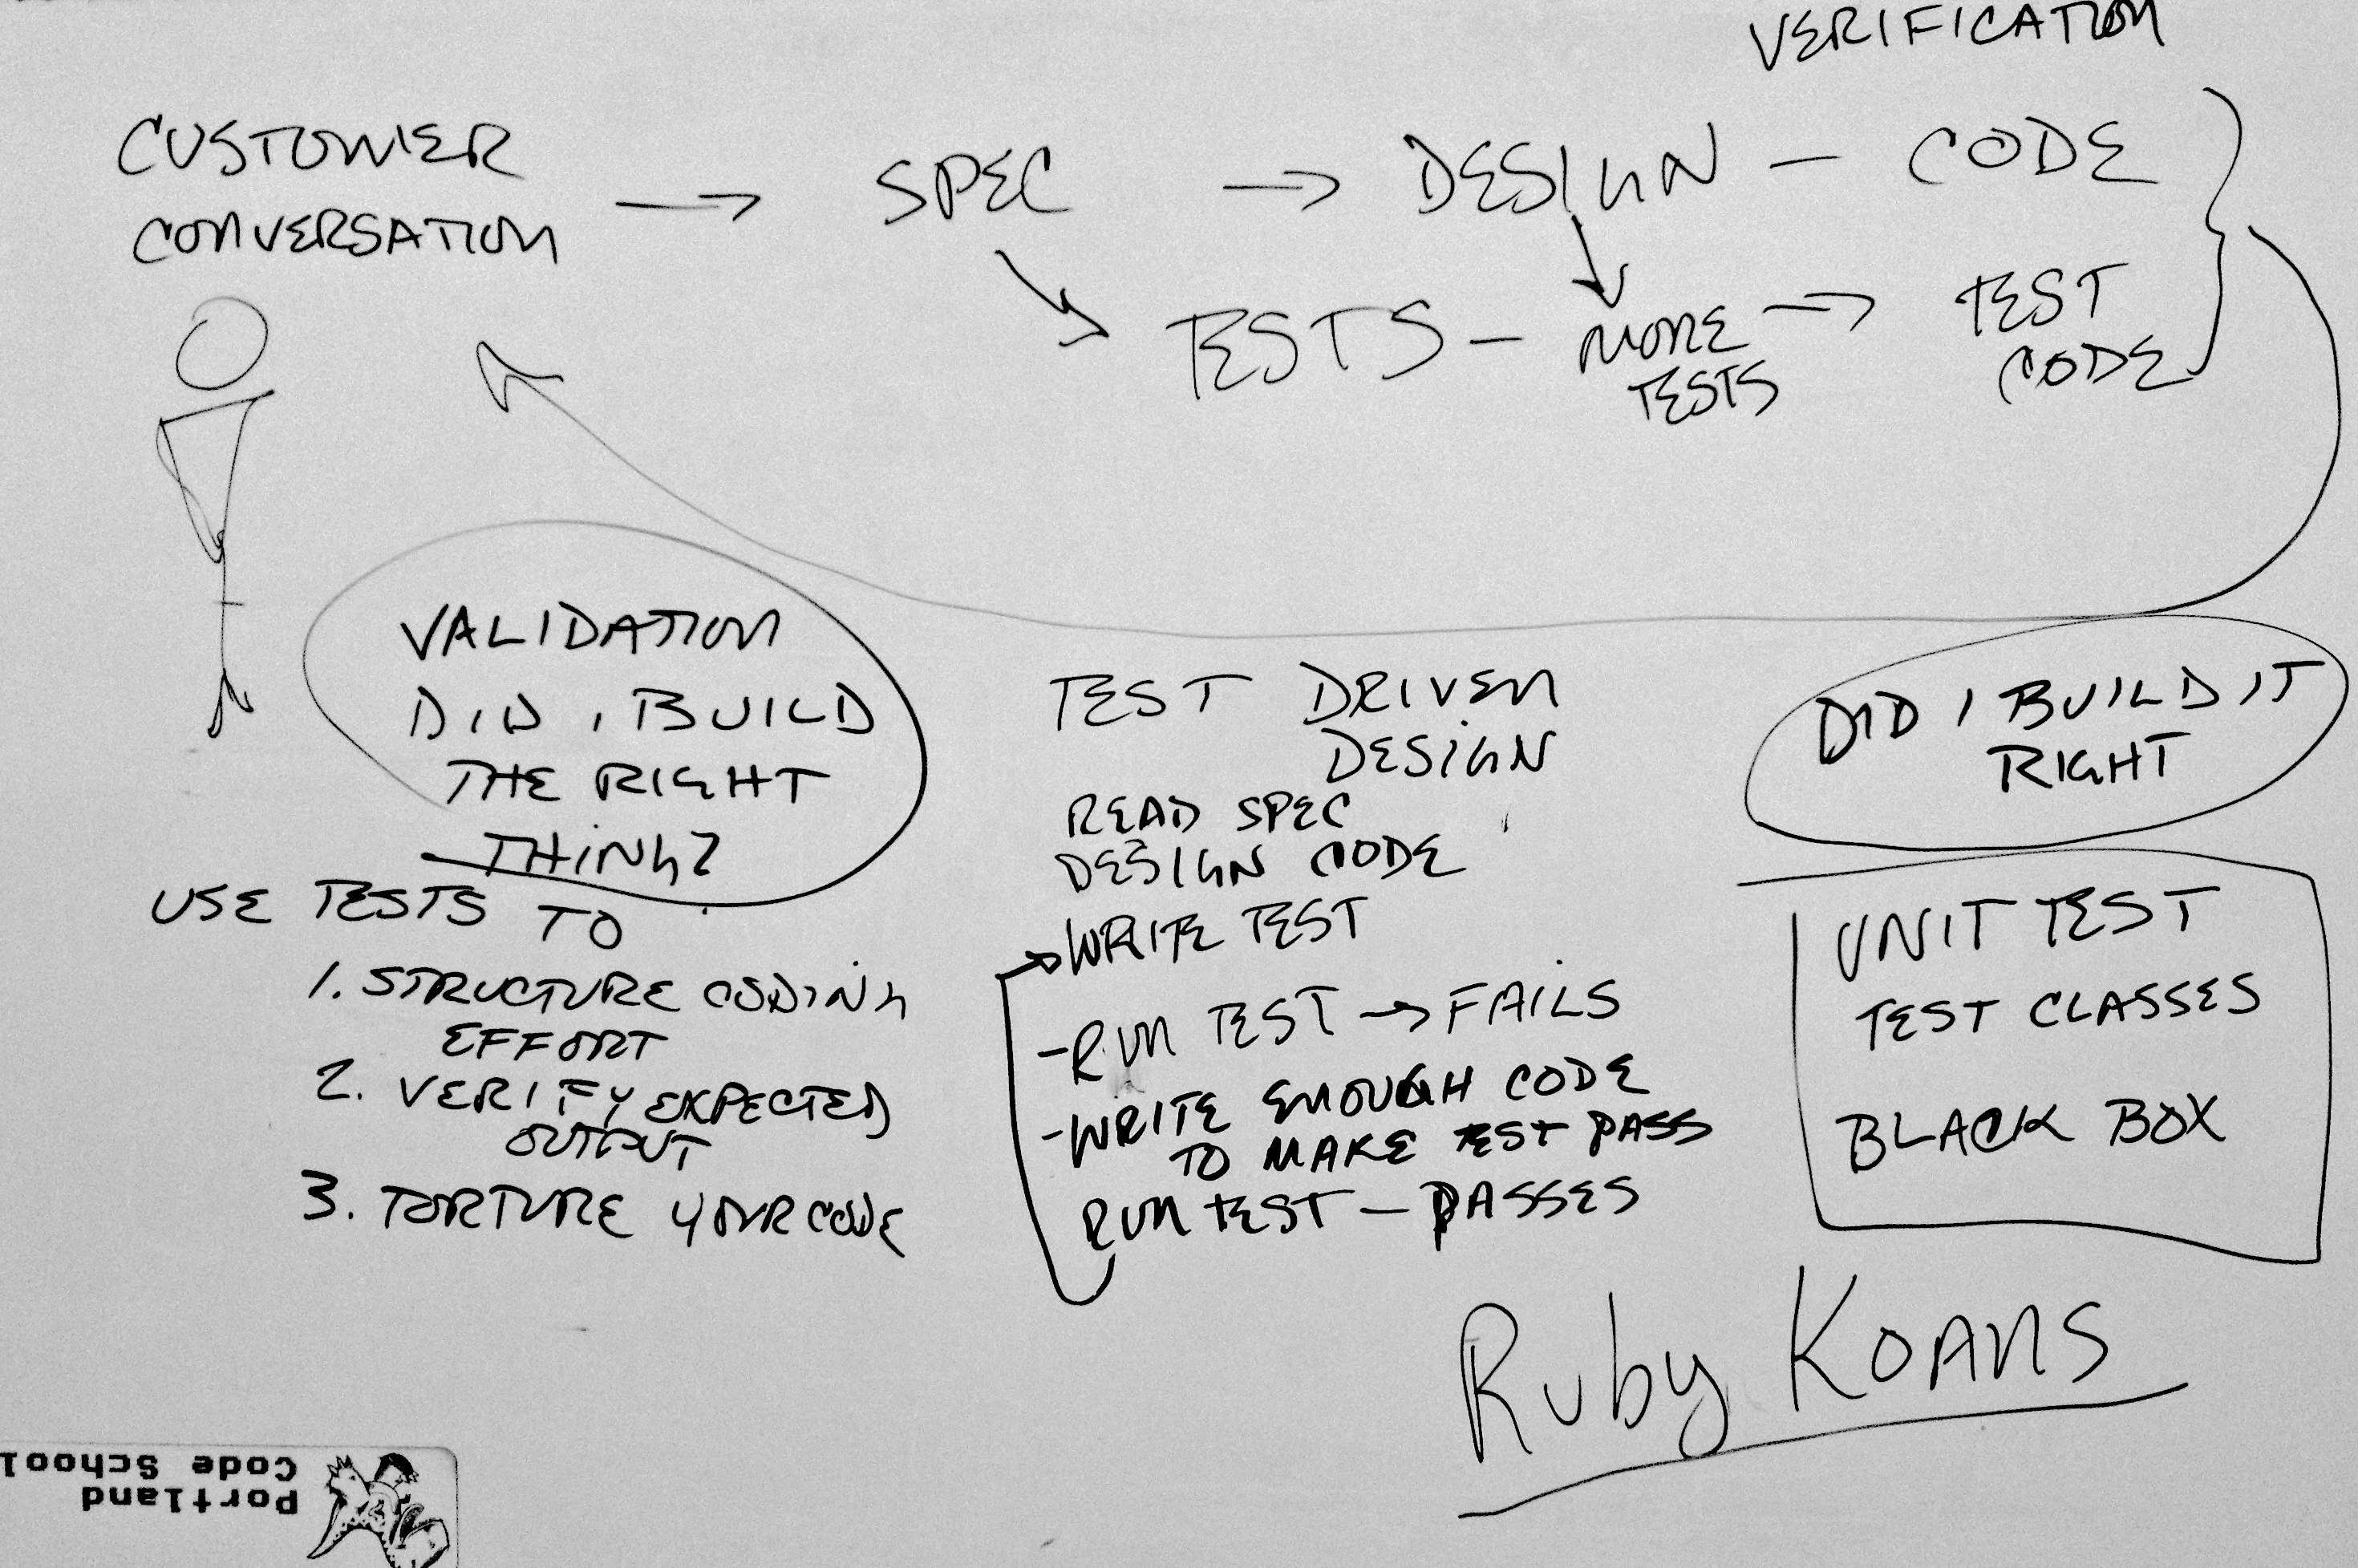 VERIFICATION
CUSTOMER
CONVERSATION → SPEC → DESIGN — CODE
TESTS — MORE
TESTS → TEST
CODE
VALIDATION
DID I BUILD
THE RIGHT
THING?
USE TESTS TO
1. STRUCTURE CODING
EFFORT
2. VERIFY EXPECTED
OUTPUT
3. TORTURE YOUR CODE
TEST DRIVEN
DESIGN
READ SPEC
DESIGN CODE
WRITE TEST
-RUN TEST → FAILS
-WRITE ENOUGH CODE
TO MAKE TEST PASS
RUN TEST — PASSES
DID I BUILD IT
RIGHT
UNIT TEST
TEST CLASSES
BLACK BOX
Ruby Koans
Portland
Code School